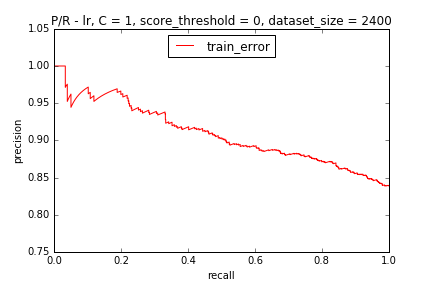 P/R - lr, C = 1, score_threshold = 0, dataset_size = 2400
1.05
train_error
1.00
0.95
precision
0.90
0.85
0.80
0.75
0.0 0.2 0.4 0.6 0.8 1.0
recall